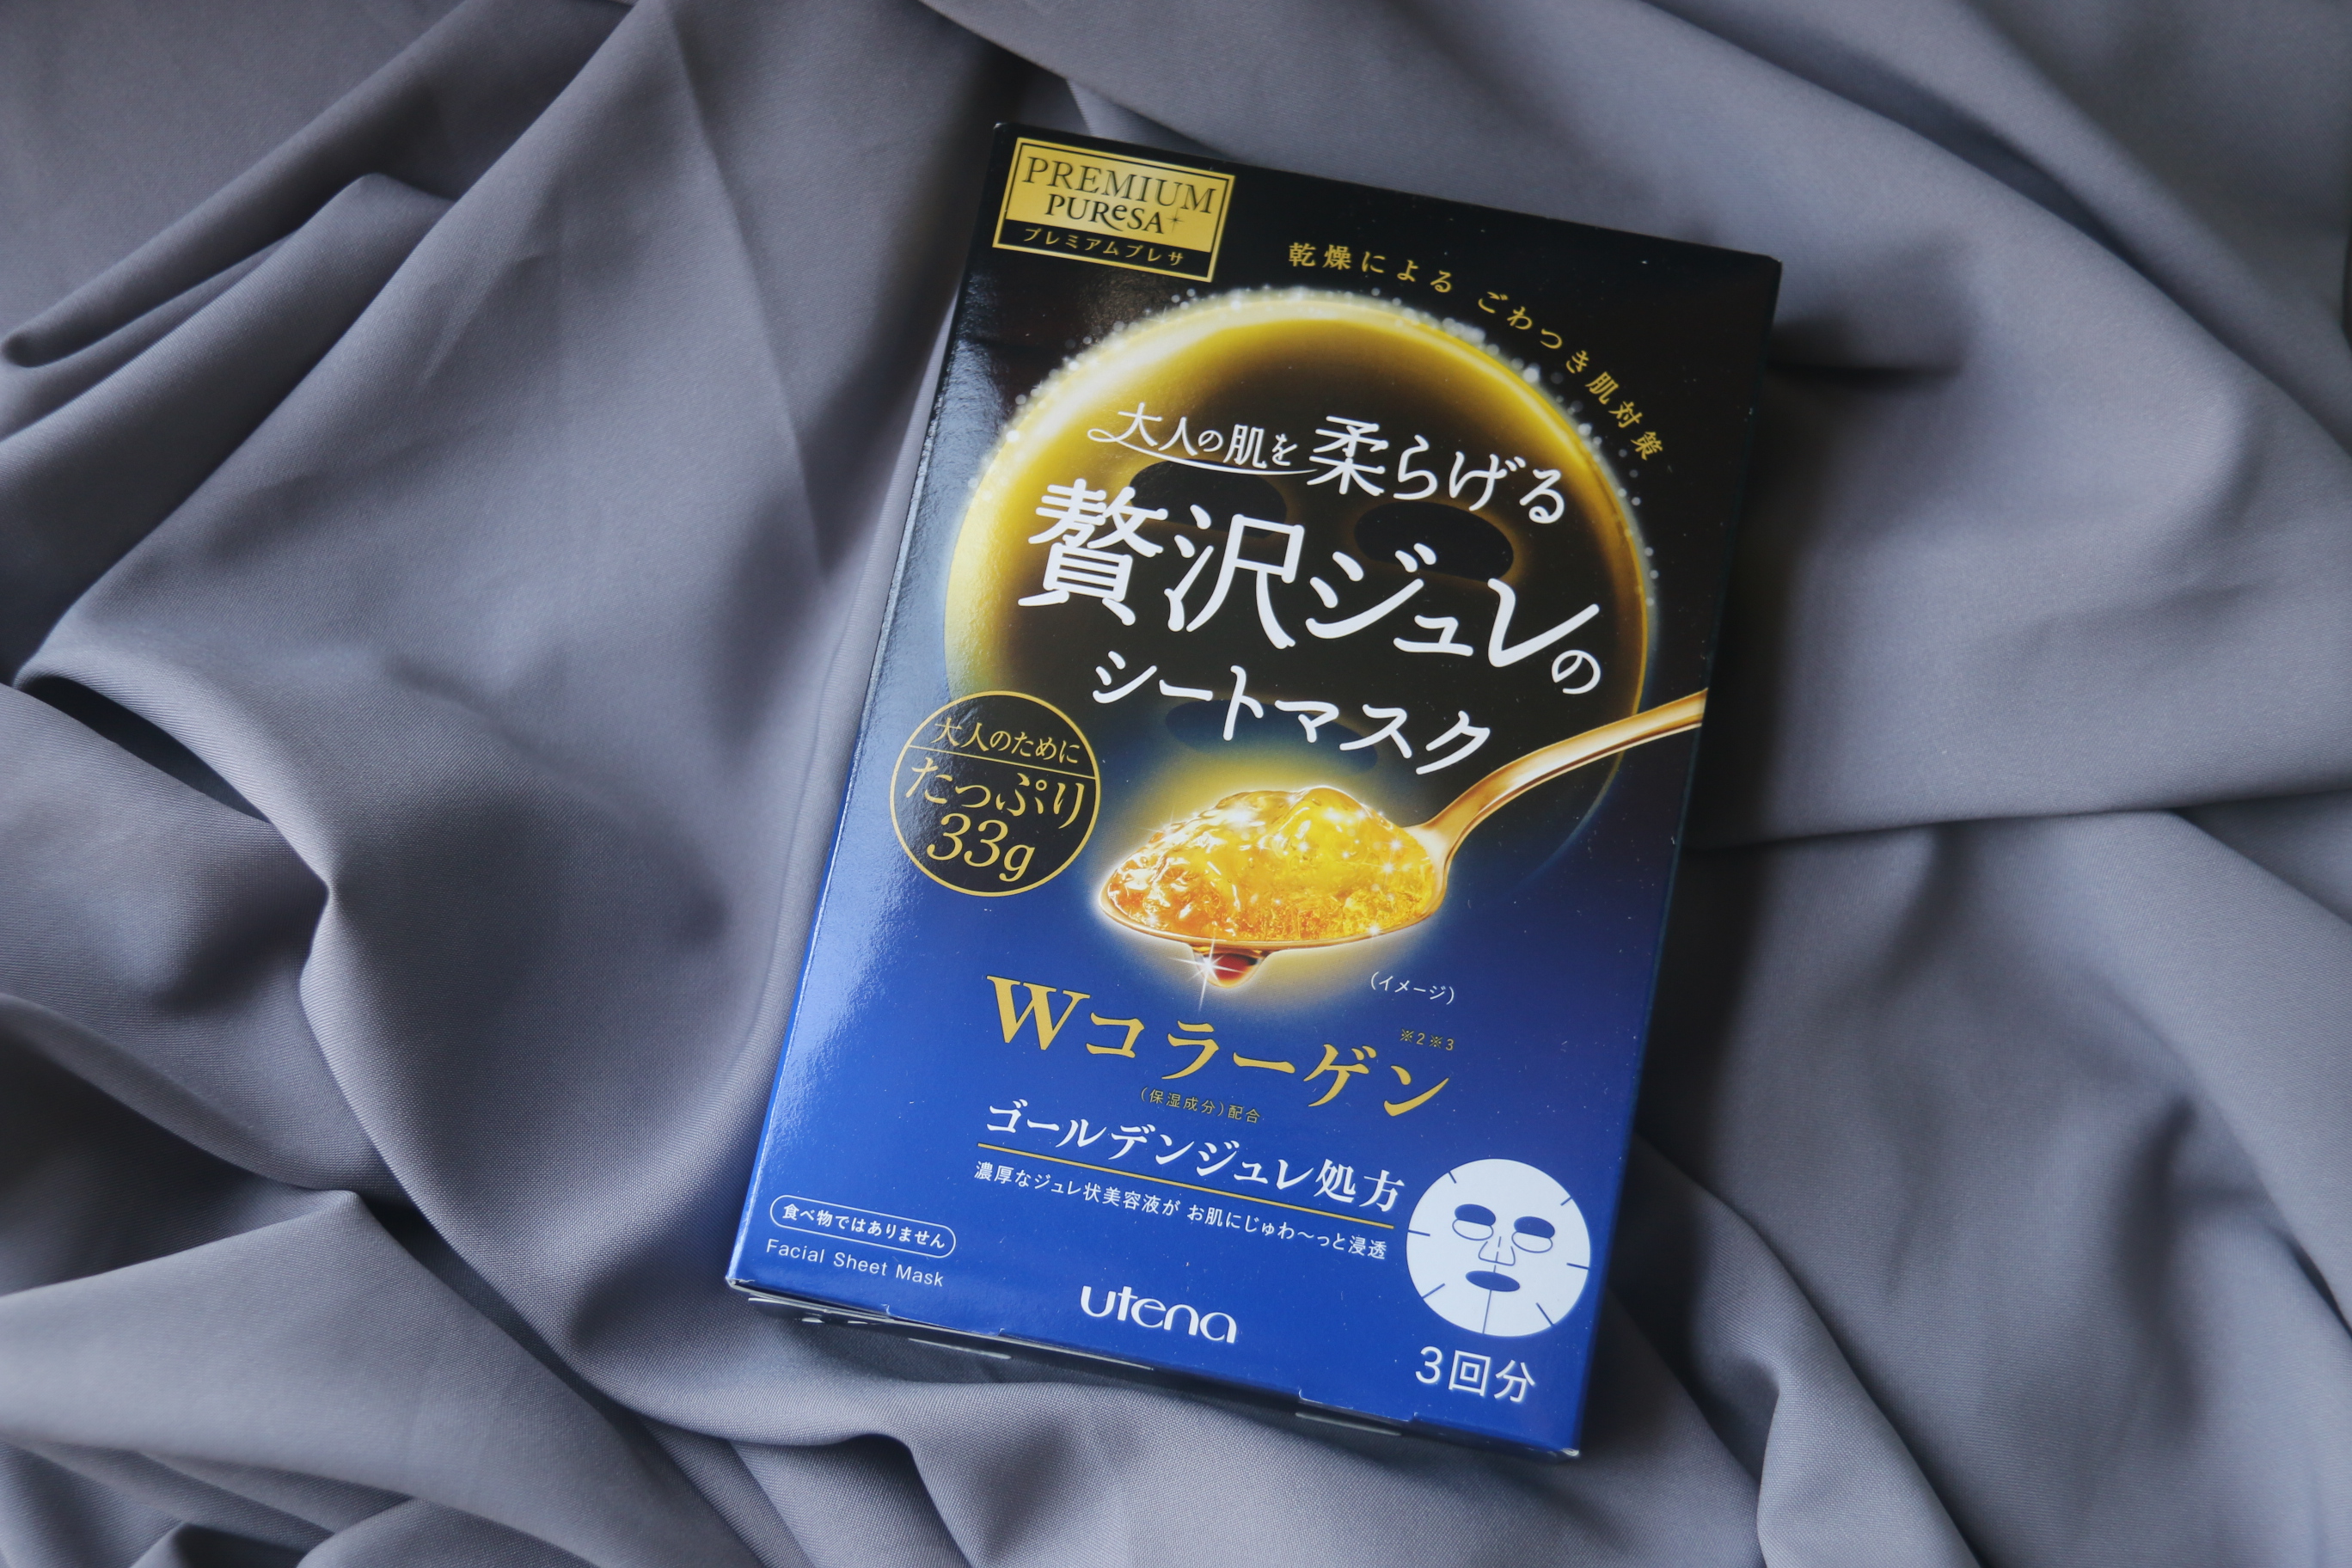 PREMIUM
PUReSA
プレミアムプレサ
乾燥による ごわつき肌対策
大人の肌を柔らげる
贅沢ジュレの
シートマスク
大人のために
たっぷり
33g
(イメージ)
Wコラーゲン※2※3
(保湿成分)配合
ゴールデンジュレ処方
濃厚なジュレ状美容液が お肌にじゅわ〜っと浸透
食べ物ではありません
Facial Sheet Mask
utena
3回分